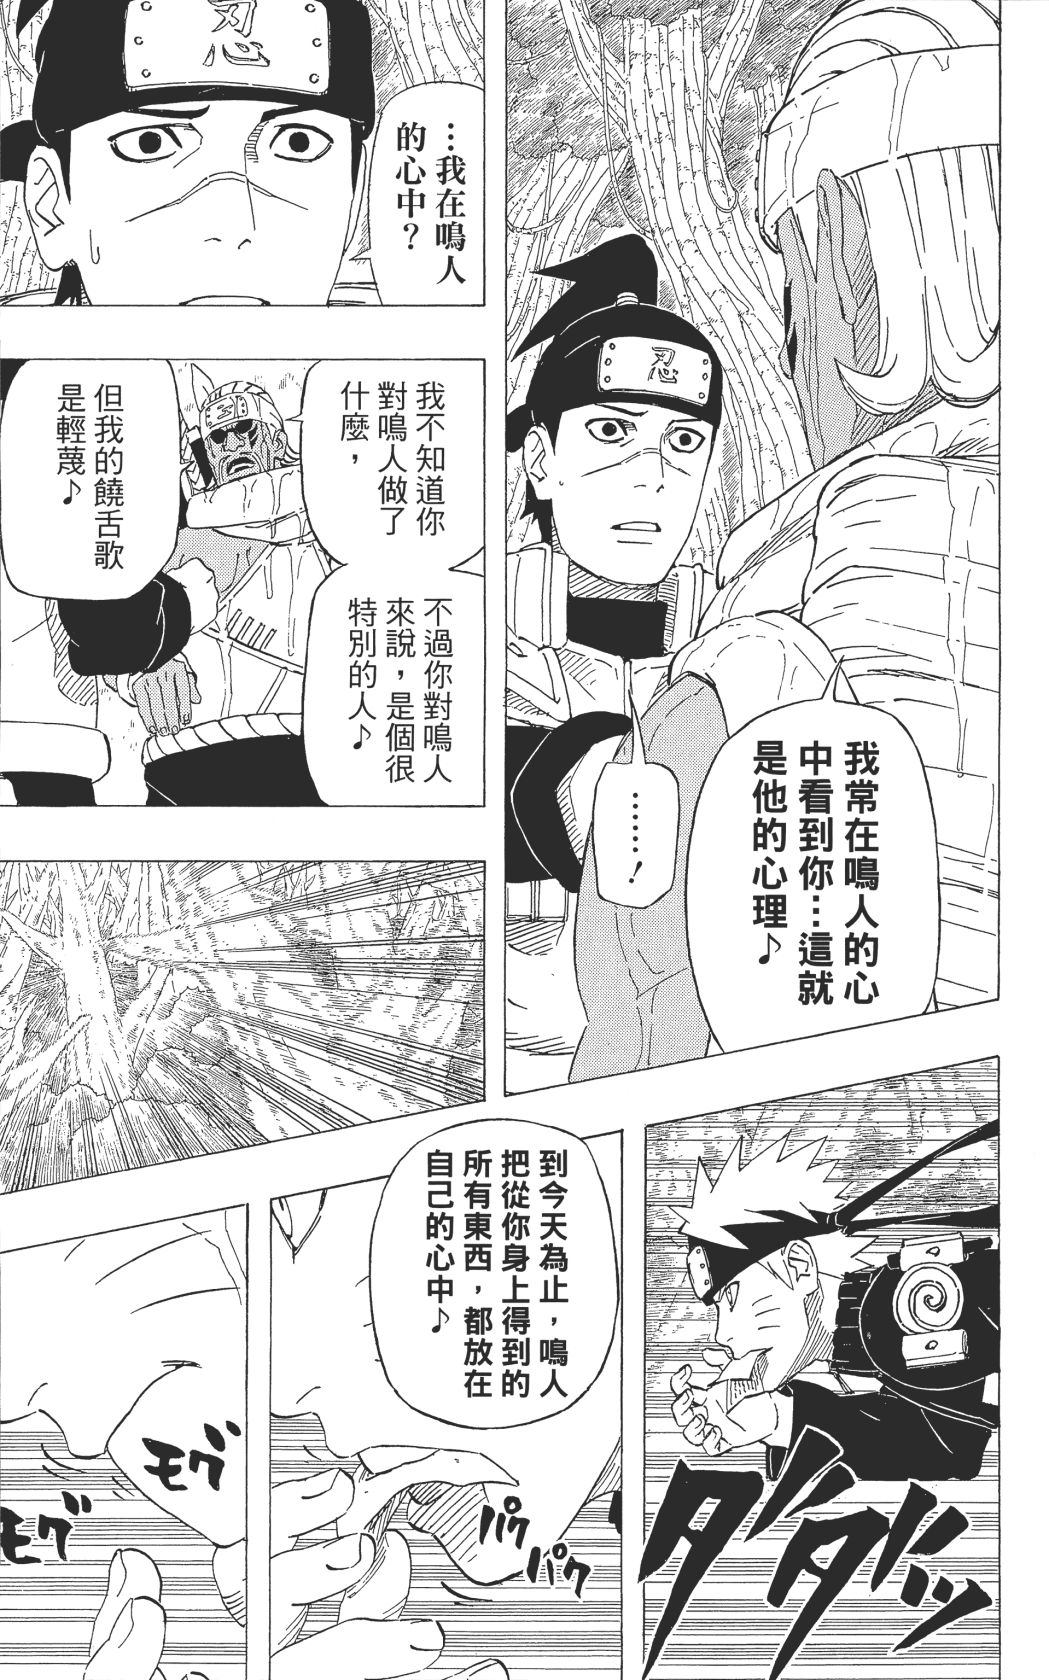 我常在鳴人的心
中看到你…這就
是他的心理♪
……！
忍
…我在鳴人
的心中？
忍
我不知道你
對鳴人做了
什麼，
不過你對鳴人
來說，是個很
特別的人♪
但我的饒舌歌
是輕蔑♪
到今天為止，鳴人
把從你身上得到的
所有東西，都放在
自己的心中♪
ダダダッ
パク
パク
モグ
モグ